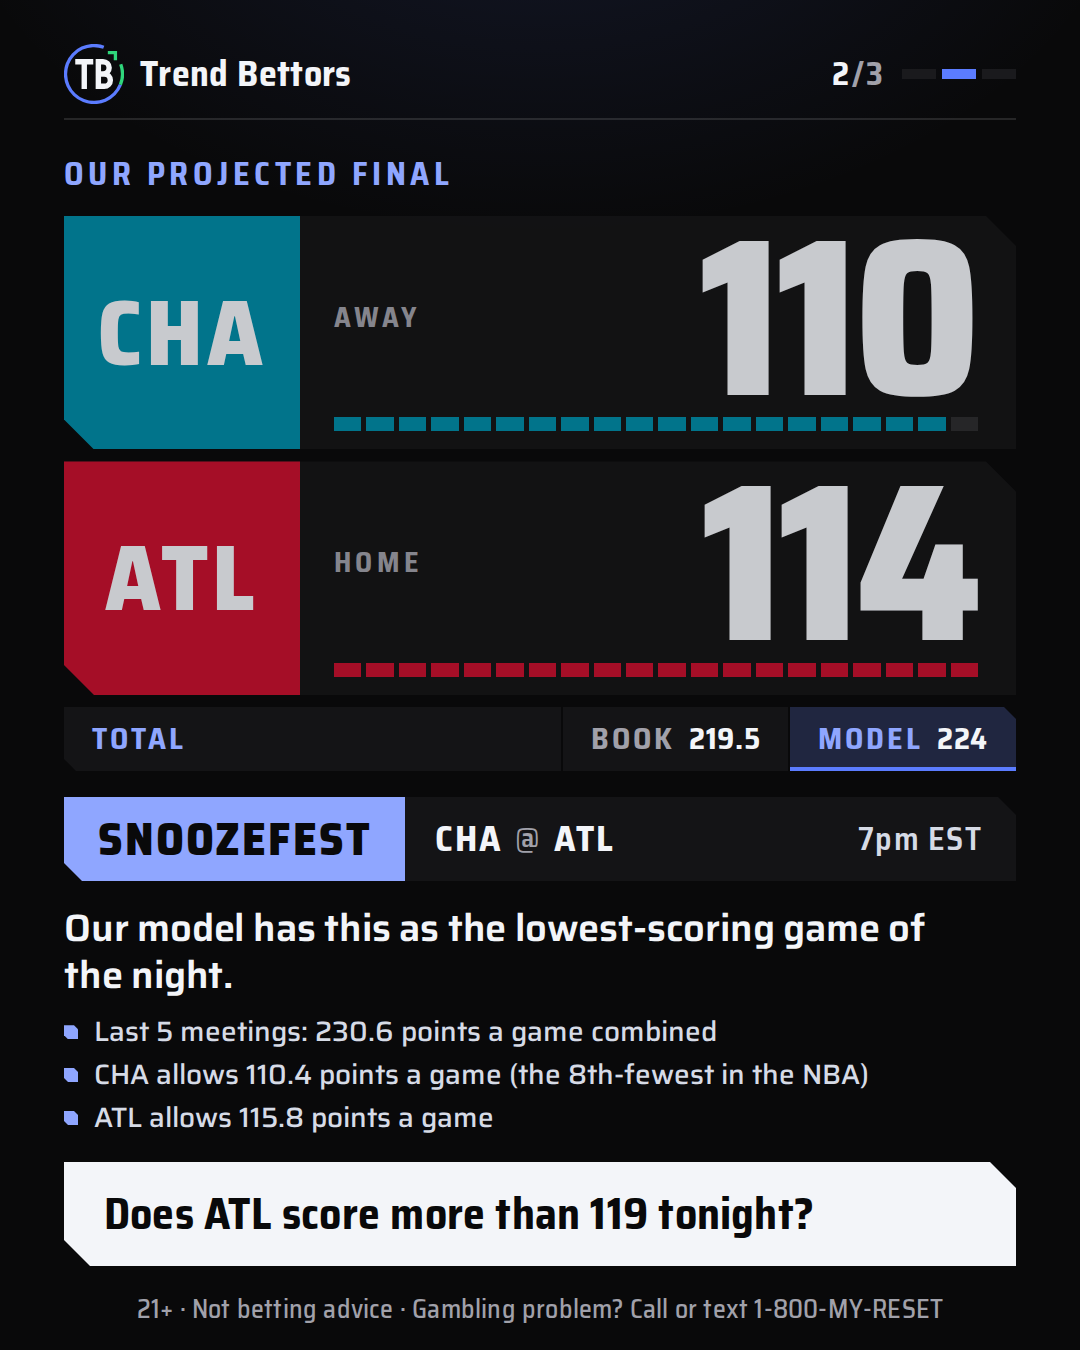 TB Trend Bettors
2/3
OUR PROJECTED FINAL
CHA
AWAY
110
ATL
HOME
114
TOTAL
BOOK 219.5
MODEL 224
SNOOZEFEST
CHA @ ATL
7pm EST
Our model has this as the lowest-scoring game of
the night.
Last 5 meetings: 230.6 points a game combined
CHA allows 110.4 points a game (the 8th-fewest in the NBA)
ATL allows 115.8 points a game
Does ATL score more than 119 tonight?
21+ · Not betting advice · Gambling problem? Call or text 1-800-MY-RESET